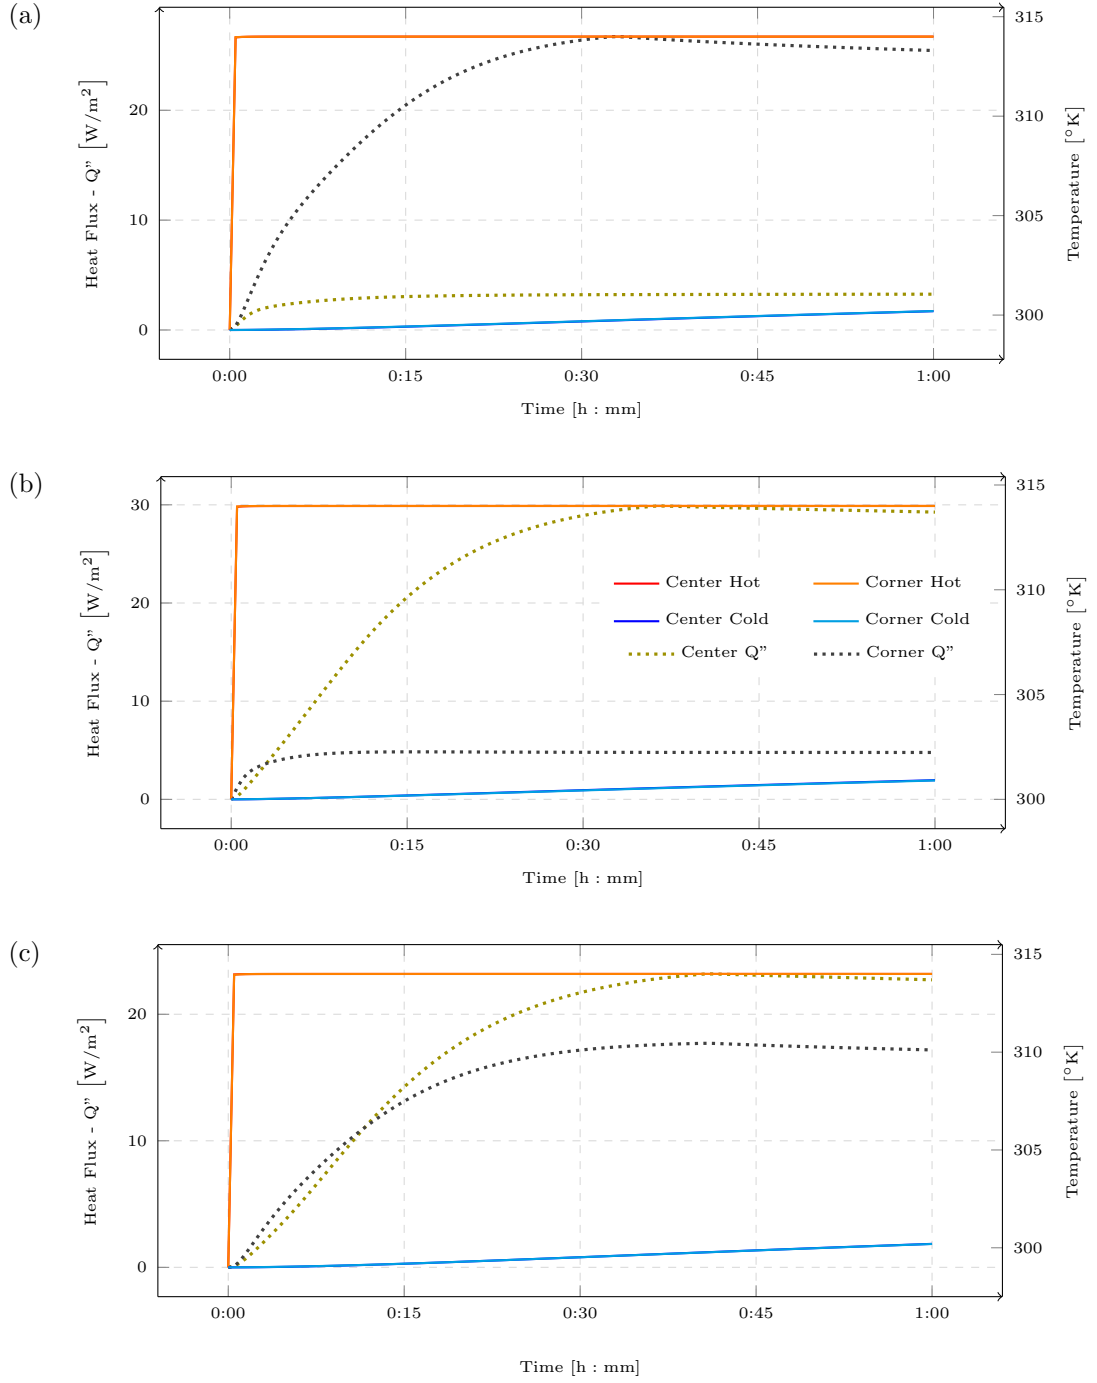 (a)
315
310
305
300
20
10
0
Heat Flux - Q” [W/m²]
Temperature [°K]
0:00 0:15 0:30 0:45 1:00
Time [h : mm]
(b)
315
310
305
300
30
20
10
0
Heat Flux - Q” [W/m²]
Temperature [°K]
Center Hot Corner Hot
Center Cold Corner Cold
Center Q” Corner Q”
0:00 0:15 0:30 0:45 1:00
Time [h : mm]
(c)
315
310
305
300
20
10
0
Heat Flux - Q” [W/m²]
Temperature [°K]
0:00 0:15 0:30 0:45 1:00
Time [h : mm]